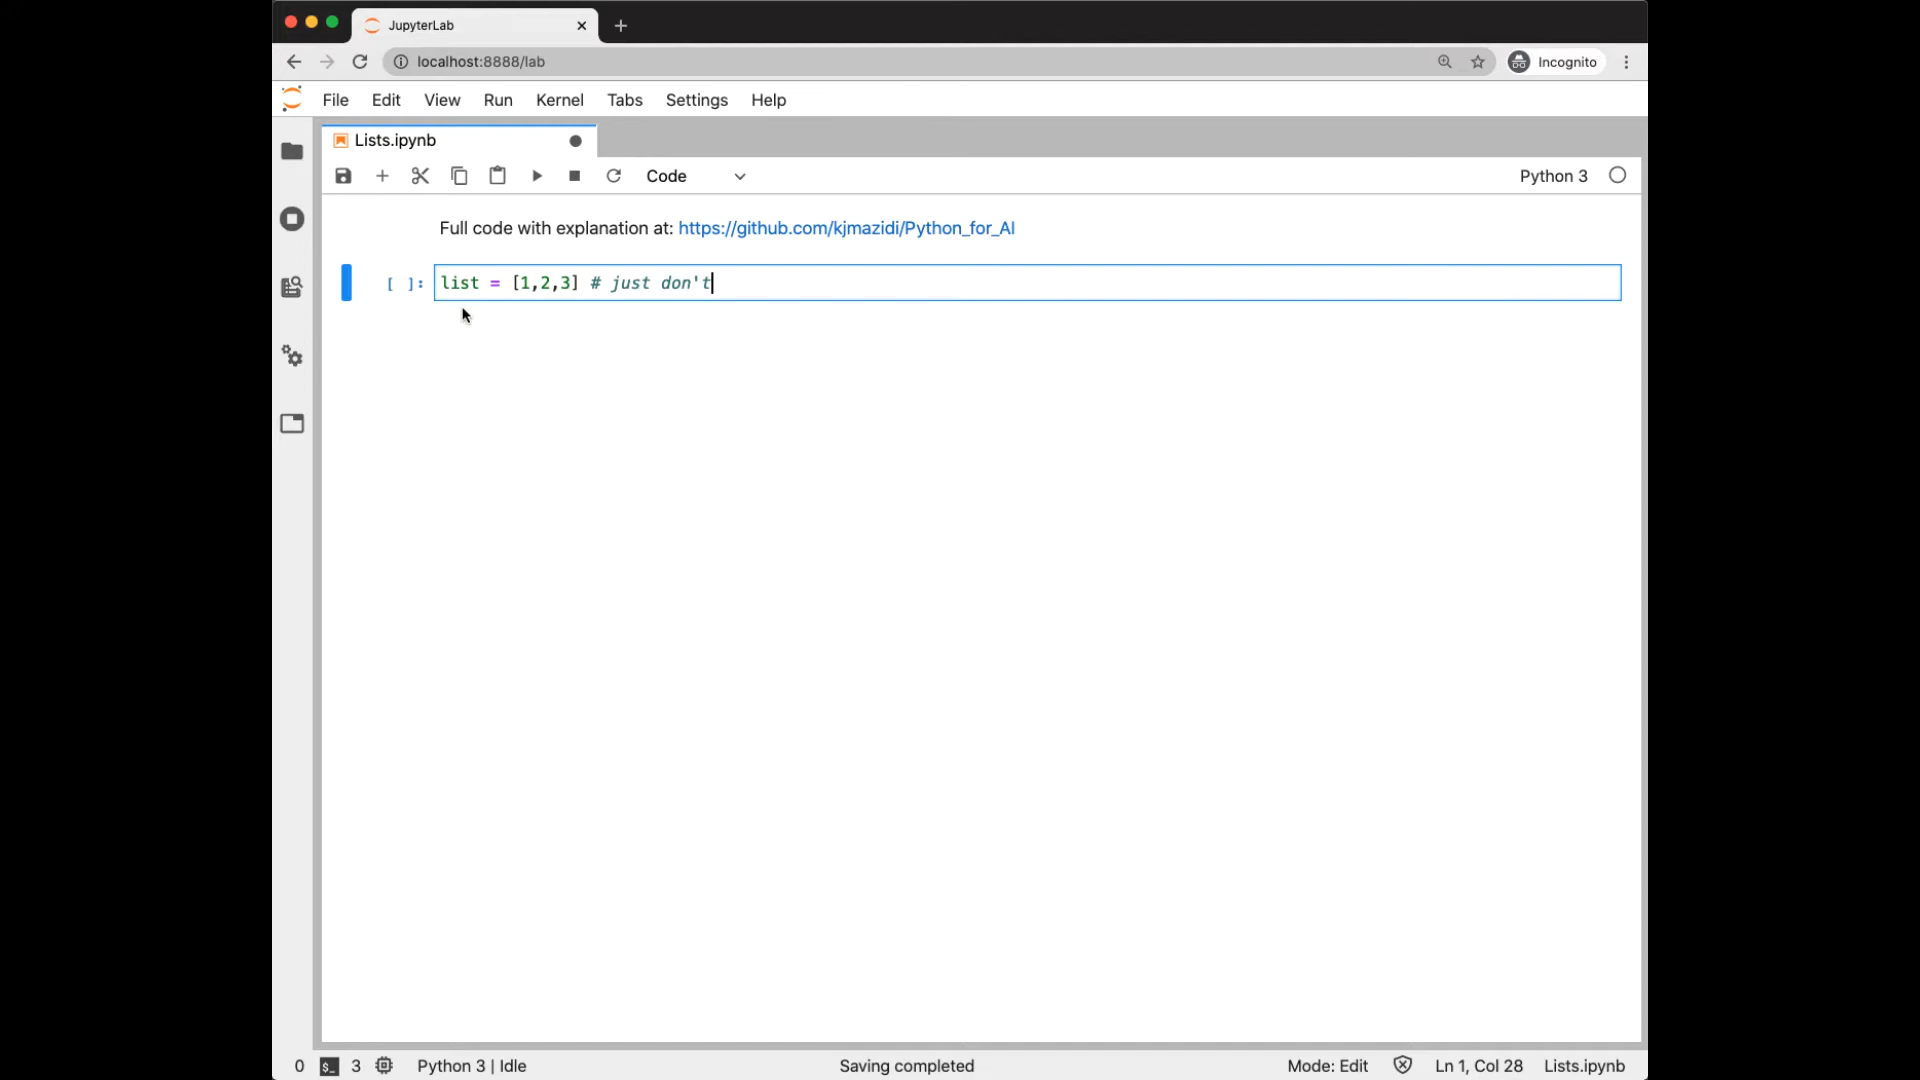 JupyterLab
localhost:8888/lab
Incognito
File Edit View Run Kernel Tabs Settings Help
Lists.ipynb
Code
Python 3
Full code with explanation at: https://github.com/kjmazidi/Python_for_AI
[ ]: list = [1,2,3] # just don't
0 $_ 3 Python 3 | Idle Saving completed Mode: Edit Ln 1, Col 28 Lists.ipynb